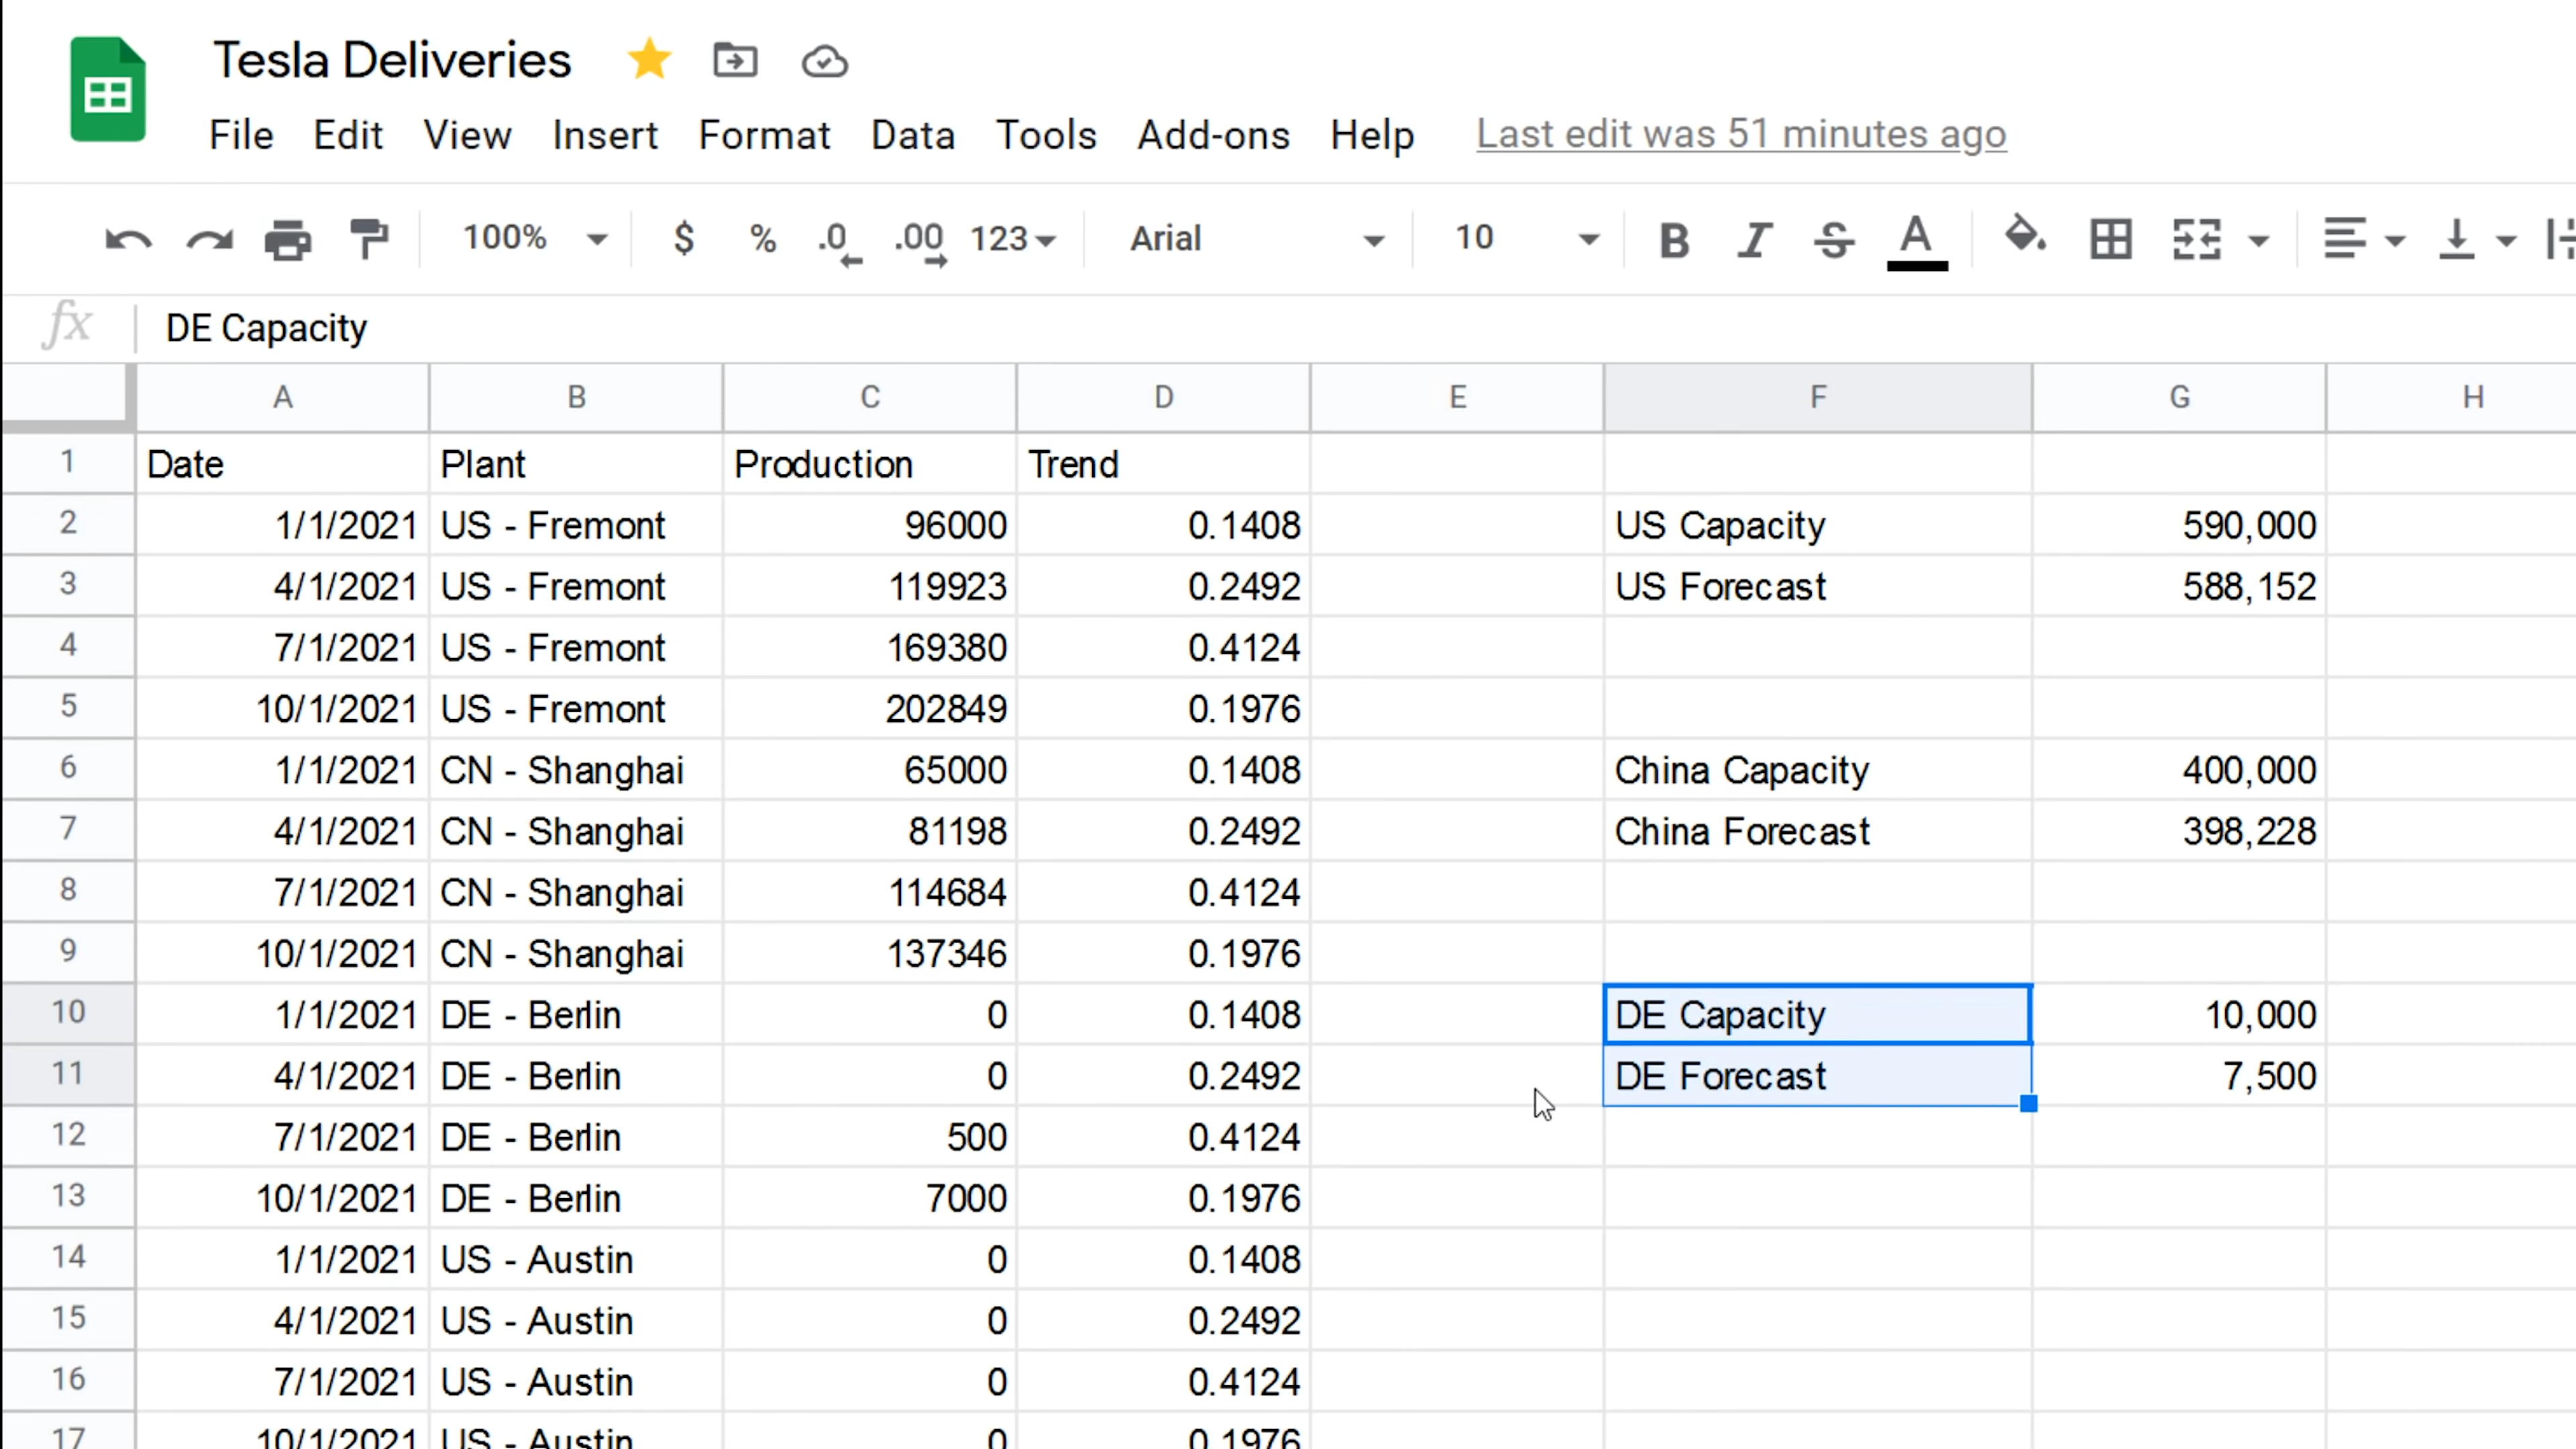 Tesla Deliveries
File Edit View Insert Format Data Tools Add-ons Help Last edit was 51 minutes ago
100% $ % .0 .00 123 Arial 10 B I S A
fx DE Capacity
A B C D E F G H
1 Date Plant Production Trend
2 1/1/2021 US - Fremont 96000 0.1408 US Capacity 590,000
3 4/1/2021 US - Fremont 119923 0.2492 US Forecast 588,152
4 7/1/2021 US - Fremont 169380 0.4124
5 10/1/2021 US - Fremont 202849 0.1976
6 1/1/2021 CN - Shanghai 65000 0.1408 China Capacity 400,000
7 4/1/2021 CN - Shanghai 81198 0.2492 China Forecast 398,228
8 7/1/2021 CN - Shanghai 114684 0.4124
9 10/1/2021 CN - Shanghai 137346 0.1976
10 1/1/2021 DE - Berlin 0 0.1408 DE Capacity 10,000
11 4/1/2021 DE - Berlin 0 0.2492 DE Forecast 7,500
12 7/1/2021 DE - Berlin 500 0.4124
13 10/1/2021 DE - Berlin 7000 0.1976
14 1/1/2021 US - Austin 0 0.1408
15 4/1/2021 US - Austin 0 0.2492
16 7/1/2021 US - Austin 0 0.4124
17 10/1/2021 US - Austin 0 0.1976